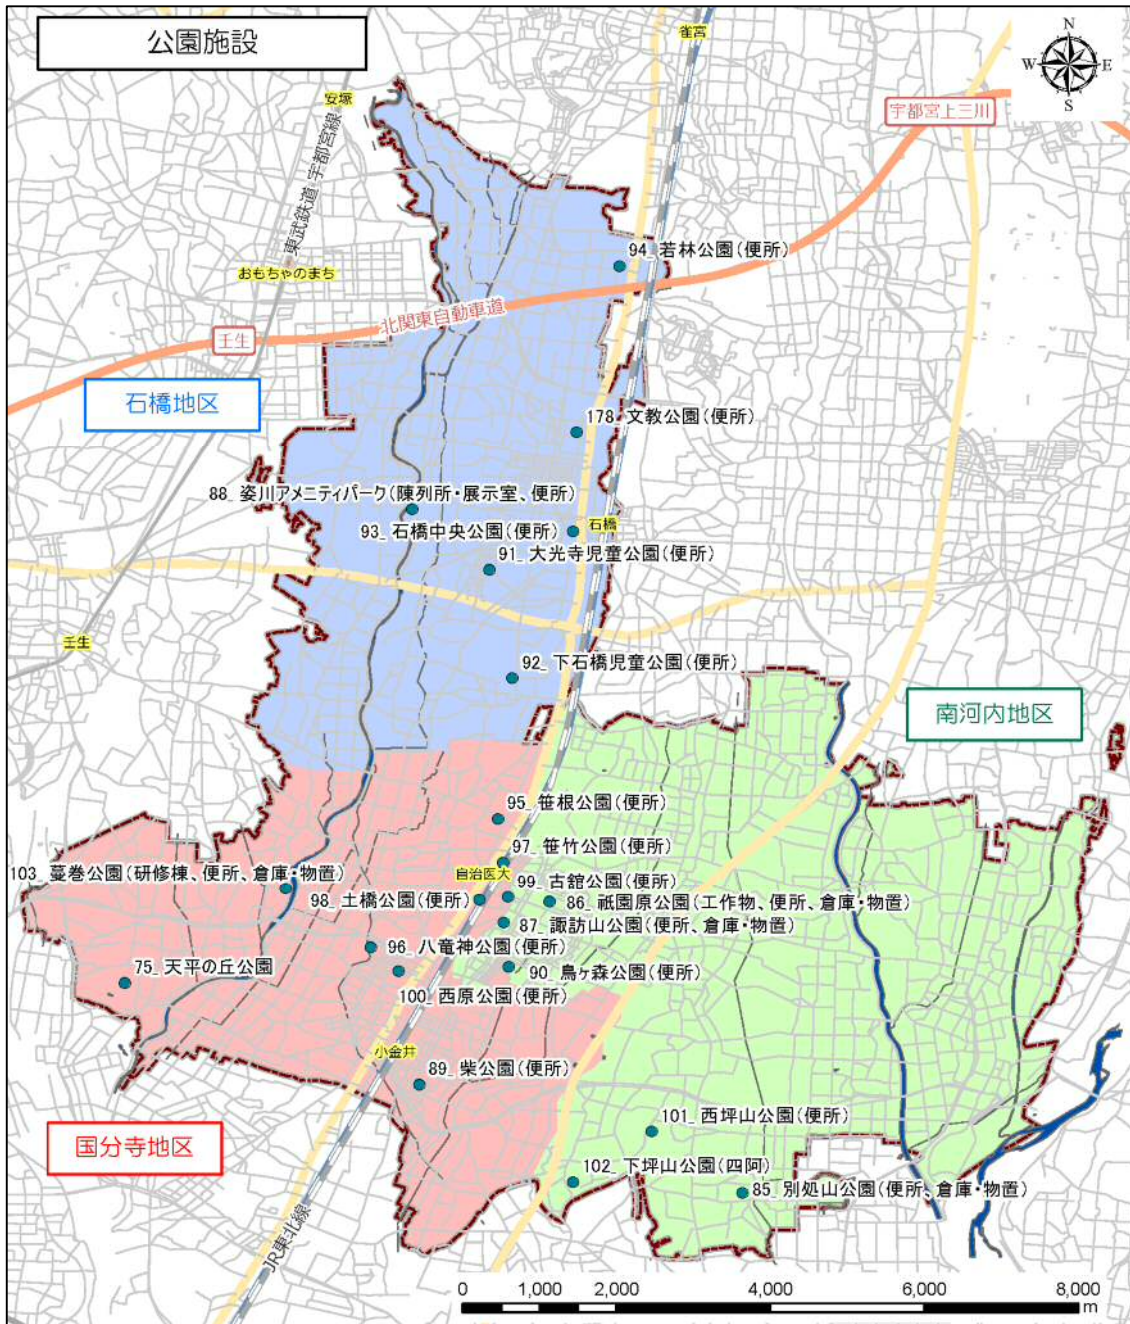 公園施設
雀宮
N
W
E
S
安塚
宇都宮上三川
東武鉄道 宇都宮線
94_若林公園(便所)
おもちゃのまち
北関東自動車道
壬生
石橋地区
178_文教公園(便所)
88_姿川アメニティパーク(陳列所・展示室、便所)
93_石橋中央公園(便所)
石橋
91_大光寺児童公園(便所)
壬生
92_下石橋児童公園(便所)
南河内地区
95_笹根公園(便所)
97_笹竹公園(便所)
103_蔓巻公園(研修棟、便所、倉庫・物置)
自治医大
99_古舘公園(便所)
98_土橋公園(便所)
86_祇園原公園(工作物、便所、倉庫・物置)
87_諏訪山公園(便所、倉庫・物置)
96_八竜神公園(便所)
75_天平の丘公園
90_鳥ヶ森公園(便所)
100_西原公園(便所)
小金井
89_柴公園(便所)
101_西坪山公園(便所)
国分寺地区
102_下坪山公園(四阿)
85_別処山公園(便所、倉庫・物置)
JR東北線
0 1,000 2,000 4,000 6,000 8,000
m